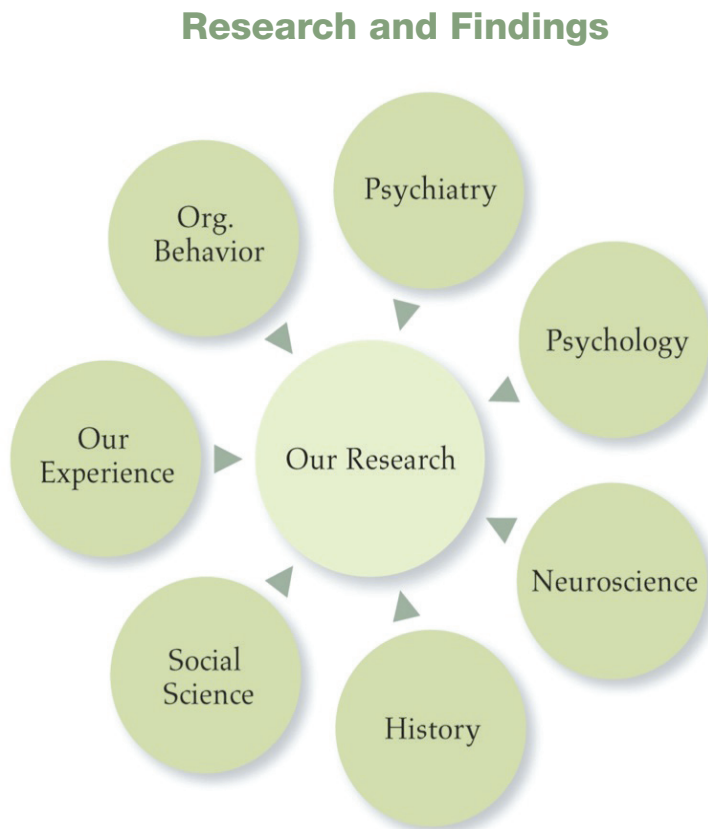 Research and Findings
Psychiatry
Org.
Behavior
Psychology
Our
Experience
Our Research
Neuroscience
Social
Science
History